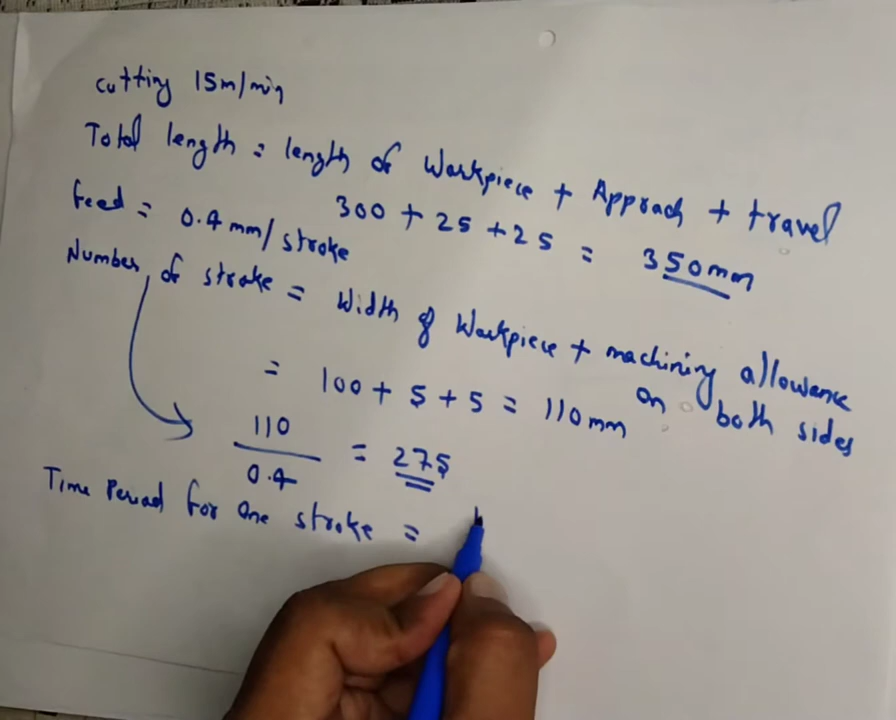 cutting 15m/min
Total length = length of Workpiece + Approach + travel
300 + 25 + 25 = 350mm
feed = 0.4 mm/stroke
Number of stroke = Width of Workpiece + machining allowance on both sides
= 100 + 5 + 5 = 110mm
110/0.4 = 275
Time Period for One stroke =